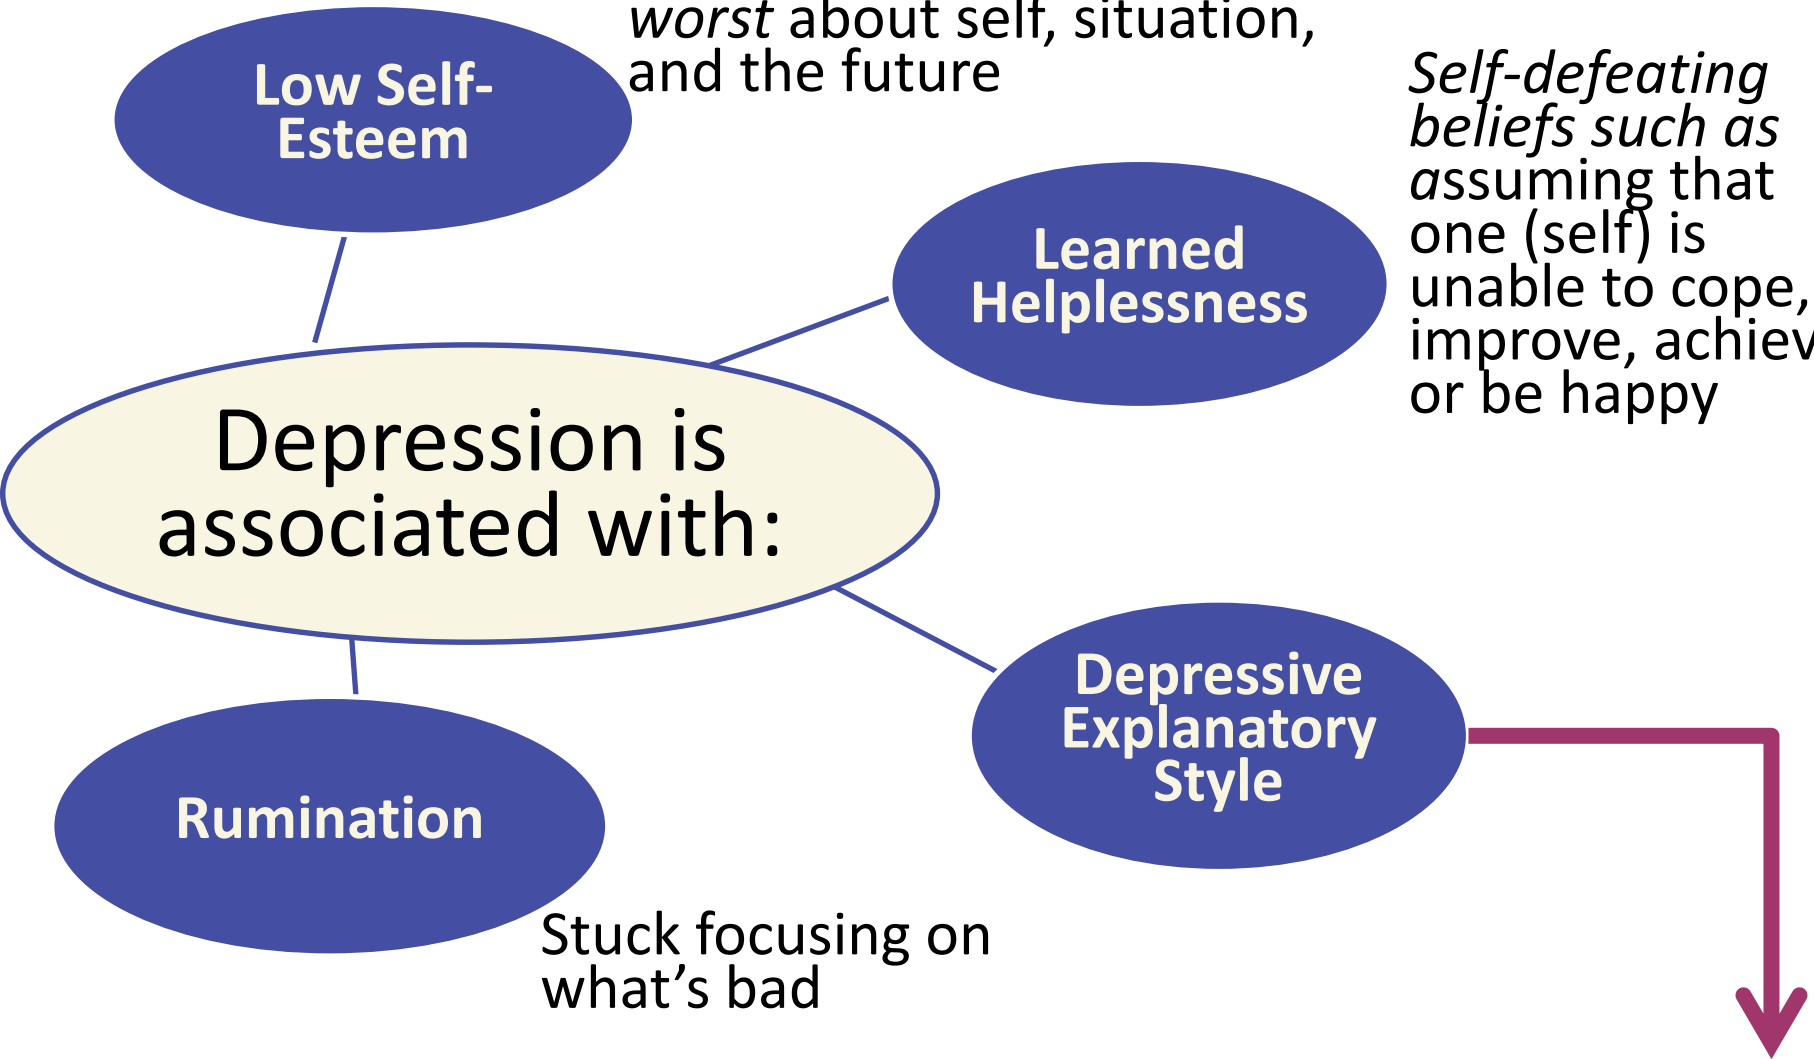 worst about self, situation,
and the future
Low Self-
Esteem
Self-defeating
beliefs such as
assuming that
one (self) is
unable to cope,
improve, achiev
or be happy
Learned
Helplessness
Depression is
associated with:
Depressive
Explanatory
Style
Rumination
Stuck focusing on
what’s bad